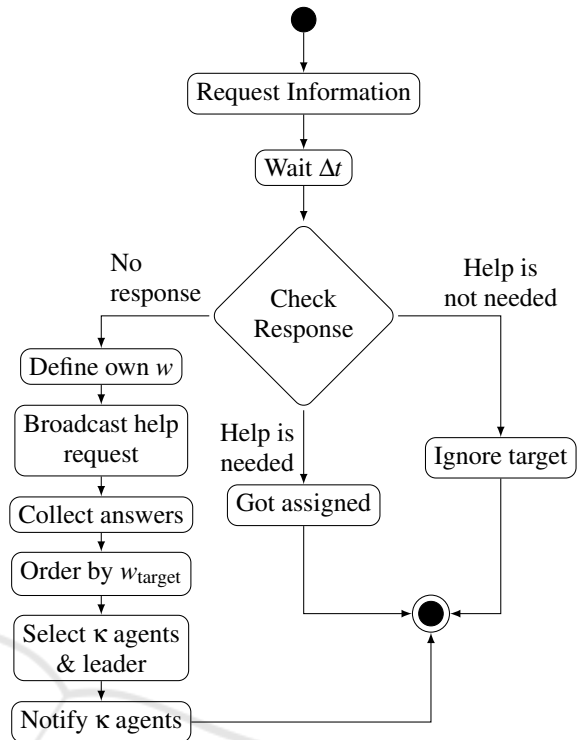 Request Information
Wait Δt
Check
Response
No
response
Help is
not needed
Define own w
Broadcast help
request
Collect answers
Order by w_target
Select κ agents
& leader
Notify κ agents
Help is
needed
Got assigned
Ignore target